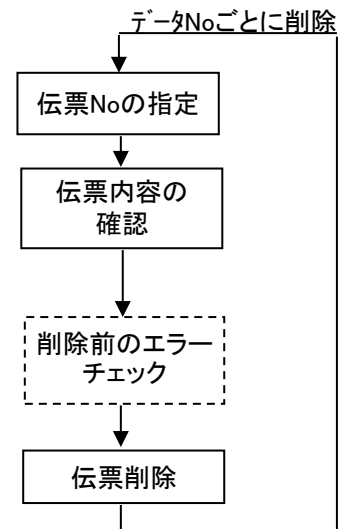 ﾃﾞｰﾀNoごとに削除
伝票Noの指定
伝票内容の
確認
削除前のエラー
チェック
伝票削除